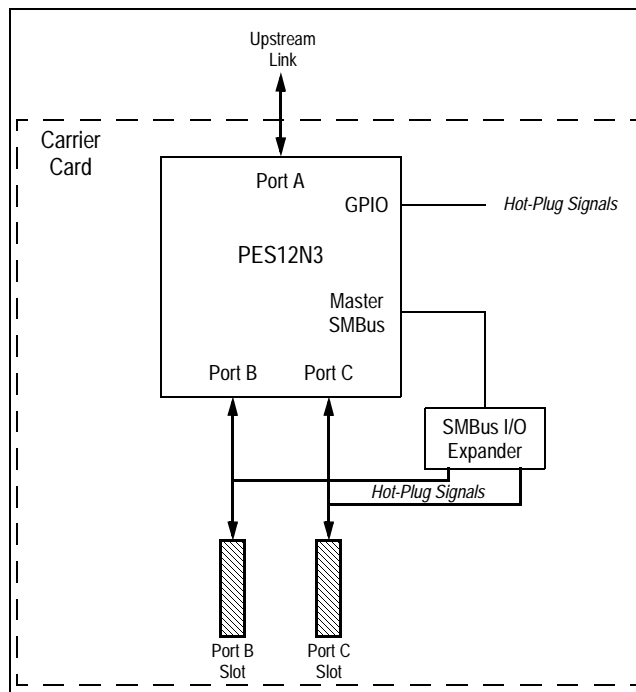 Upstream
Link
Carrier
Card
Port A
GPIO
Hot-Plug Signals
PES12N3
Master
SMBus
Port B
Port C
SMBus I/O
Expander
Hot-Plug Signals
Port B
Slot
Port C
Slot